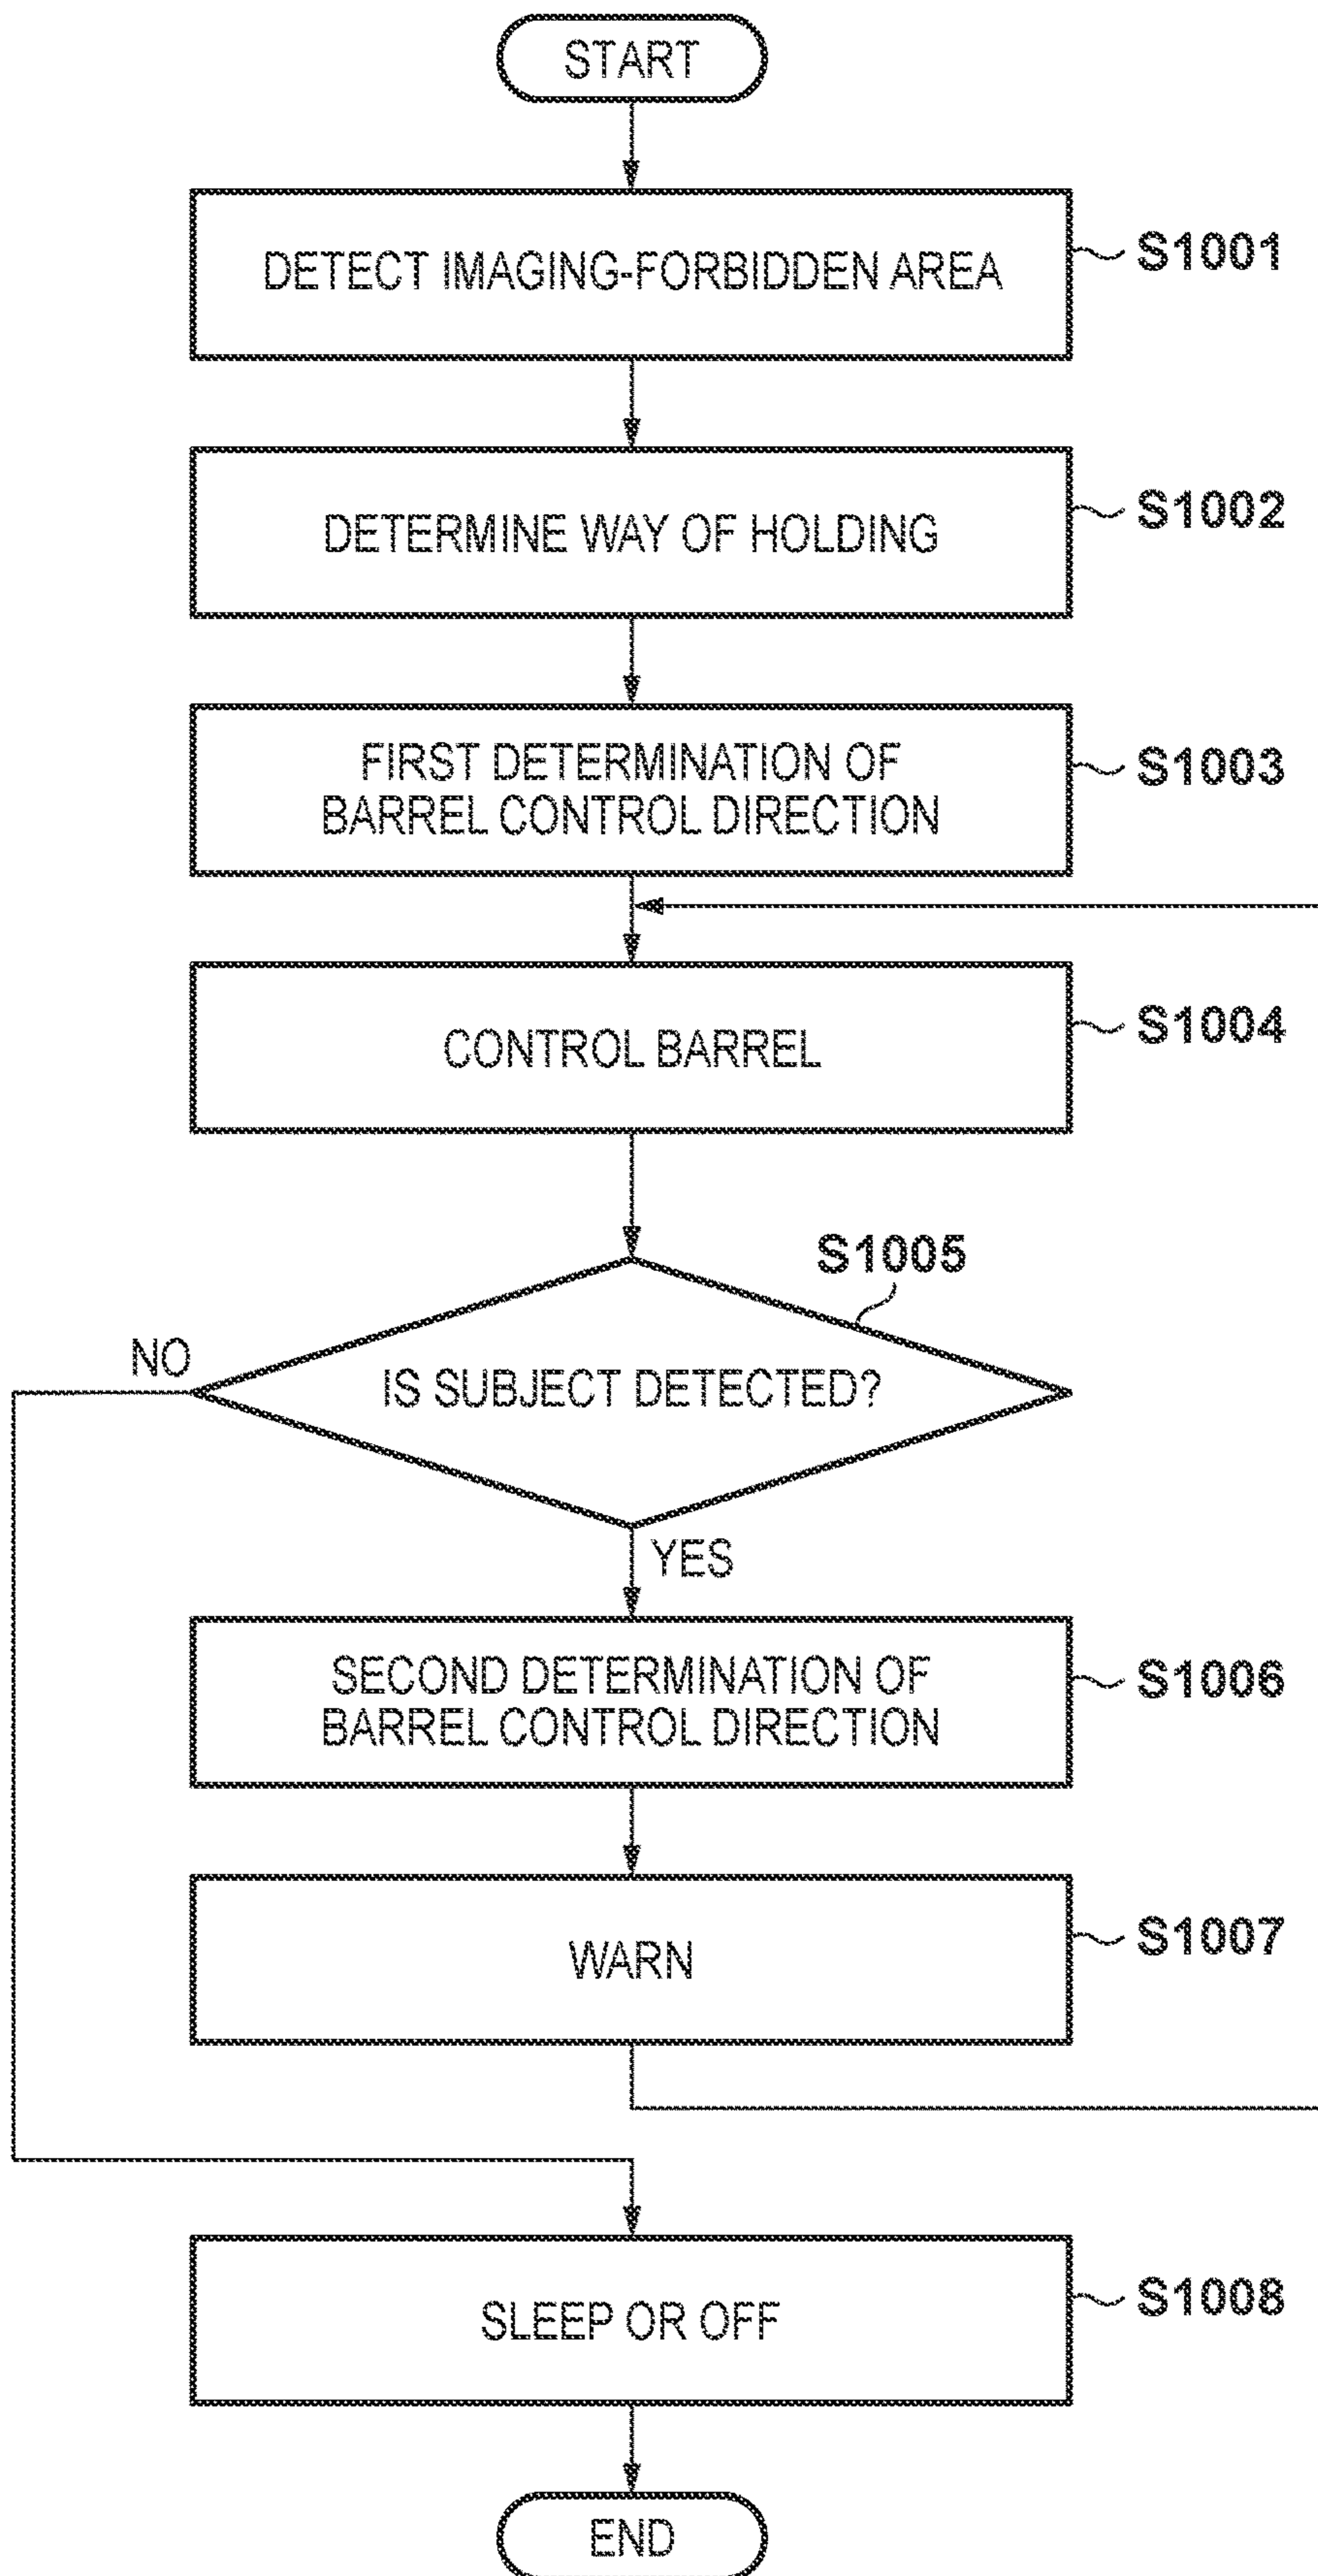 START
DETECT IMAGING-FORBIDDEN AREA
S1001
DETERMINE WAY OF HOLDING
S1002
FIRST DETERMINATION OF
BARREL CONTROL DIRECTION
S1003
CONTROL BARREL
S1004
S1005
NO
IS SUBJECT DETECTED?
YES
SECOND DETERMINATION OF
BARREL CONTROL DIRECTION
S1006
WARN
S1007
SLEEP OR OFF
S1008
END